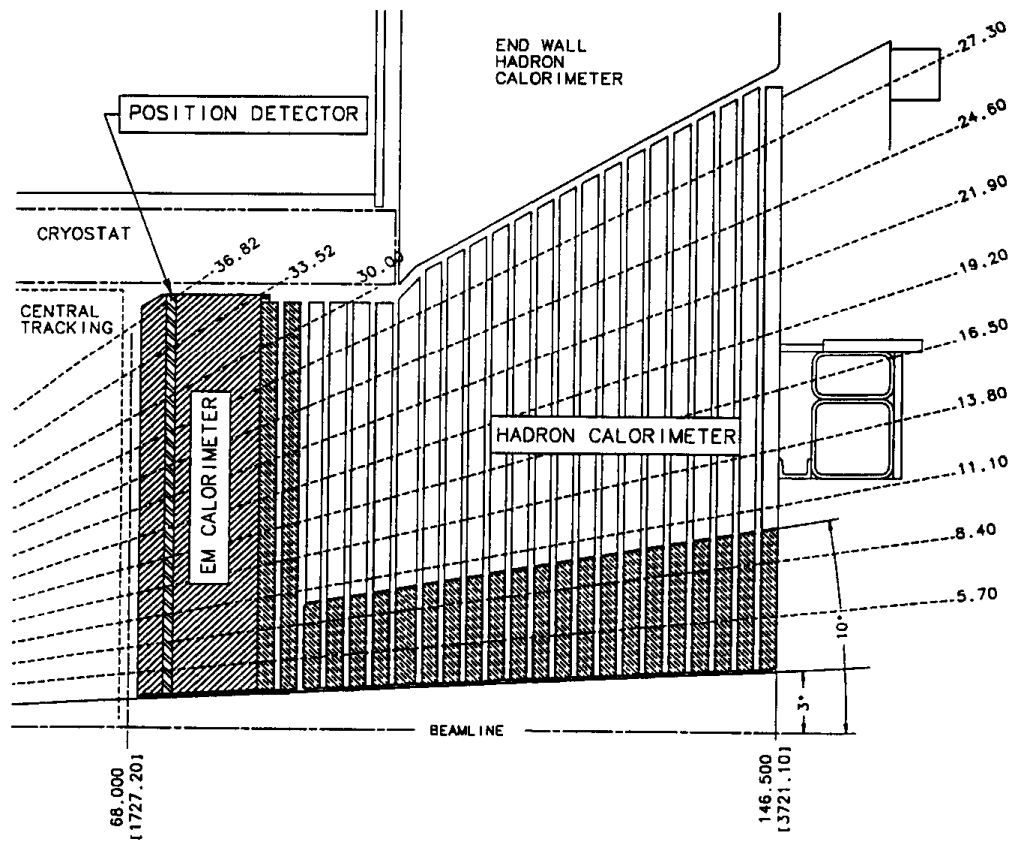 END WALL
HADRON
CALORIMETER
27.30
POSITION DETECTOR
24.60
21.90
CRYOSTAT
36.82
33.52
30.00
19.20
CENTRAL
TRACKING
16.50
13.80
HADRON CALORIMETER
EM CALORIMETER
11.10
8.40
5.70
10°
3°
BEAMLINE
68.000
[1727.20]
146.500
[3721.10]